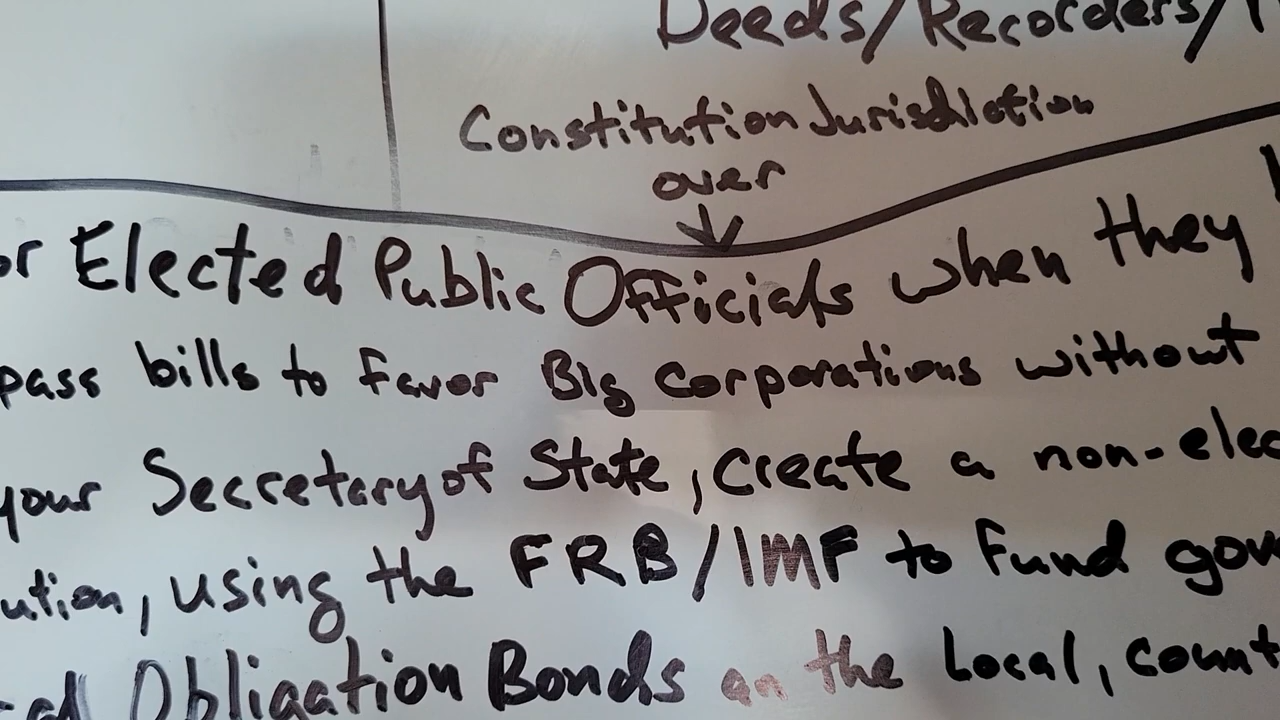 Deeds/Recorders/
Constitution Jurisdiction
over
or Elected Public Officials when they
pass bills to favor Big corporations without
your Secretary of State, create a non-elec
ution, using the FRB/IMF to fund gov
Obligation Bonds on the Local, count